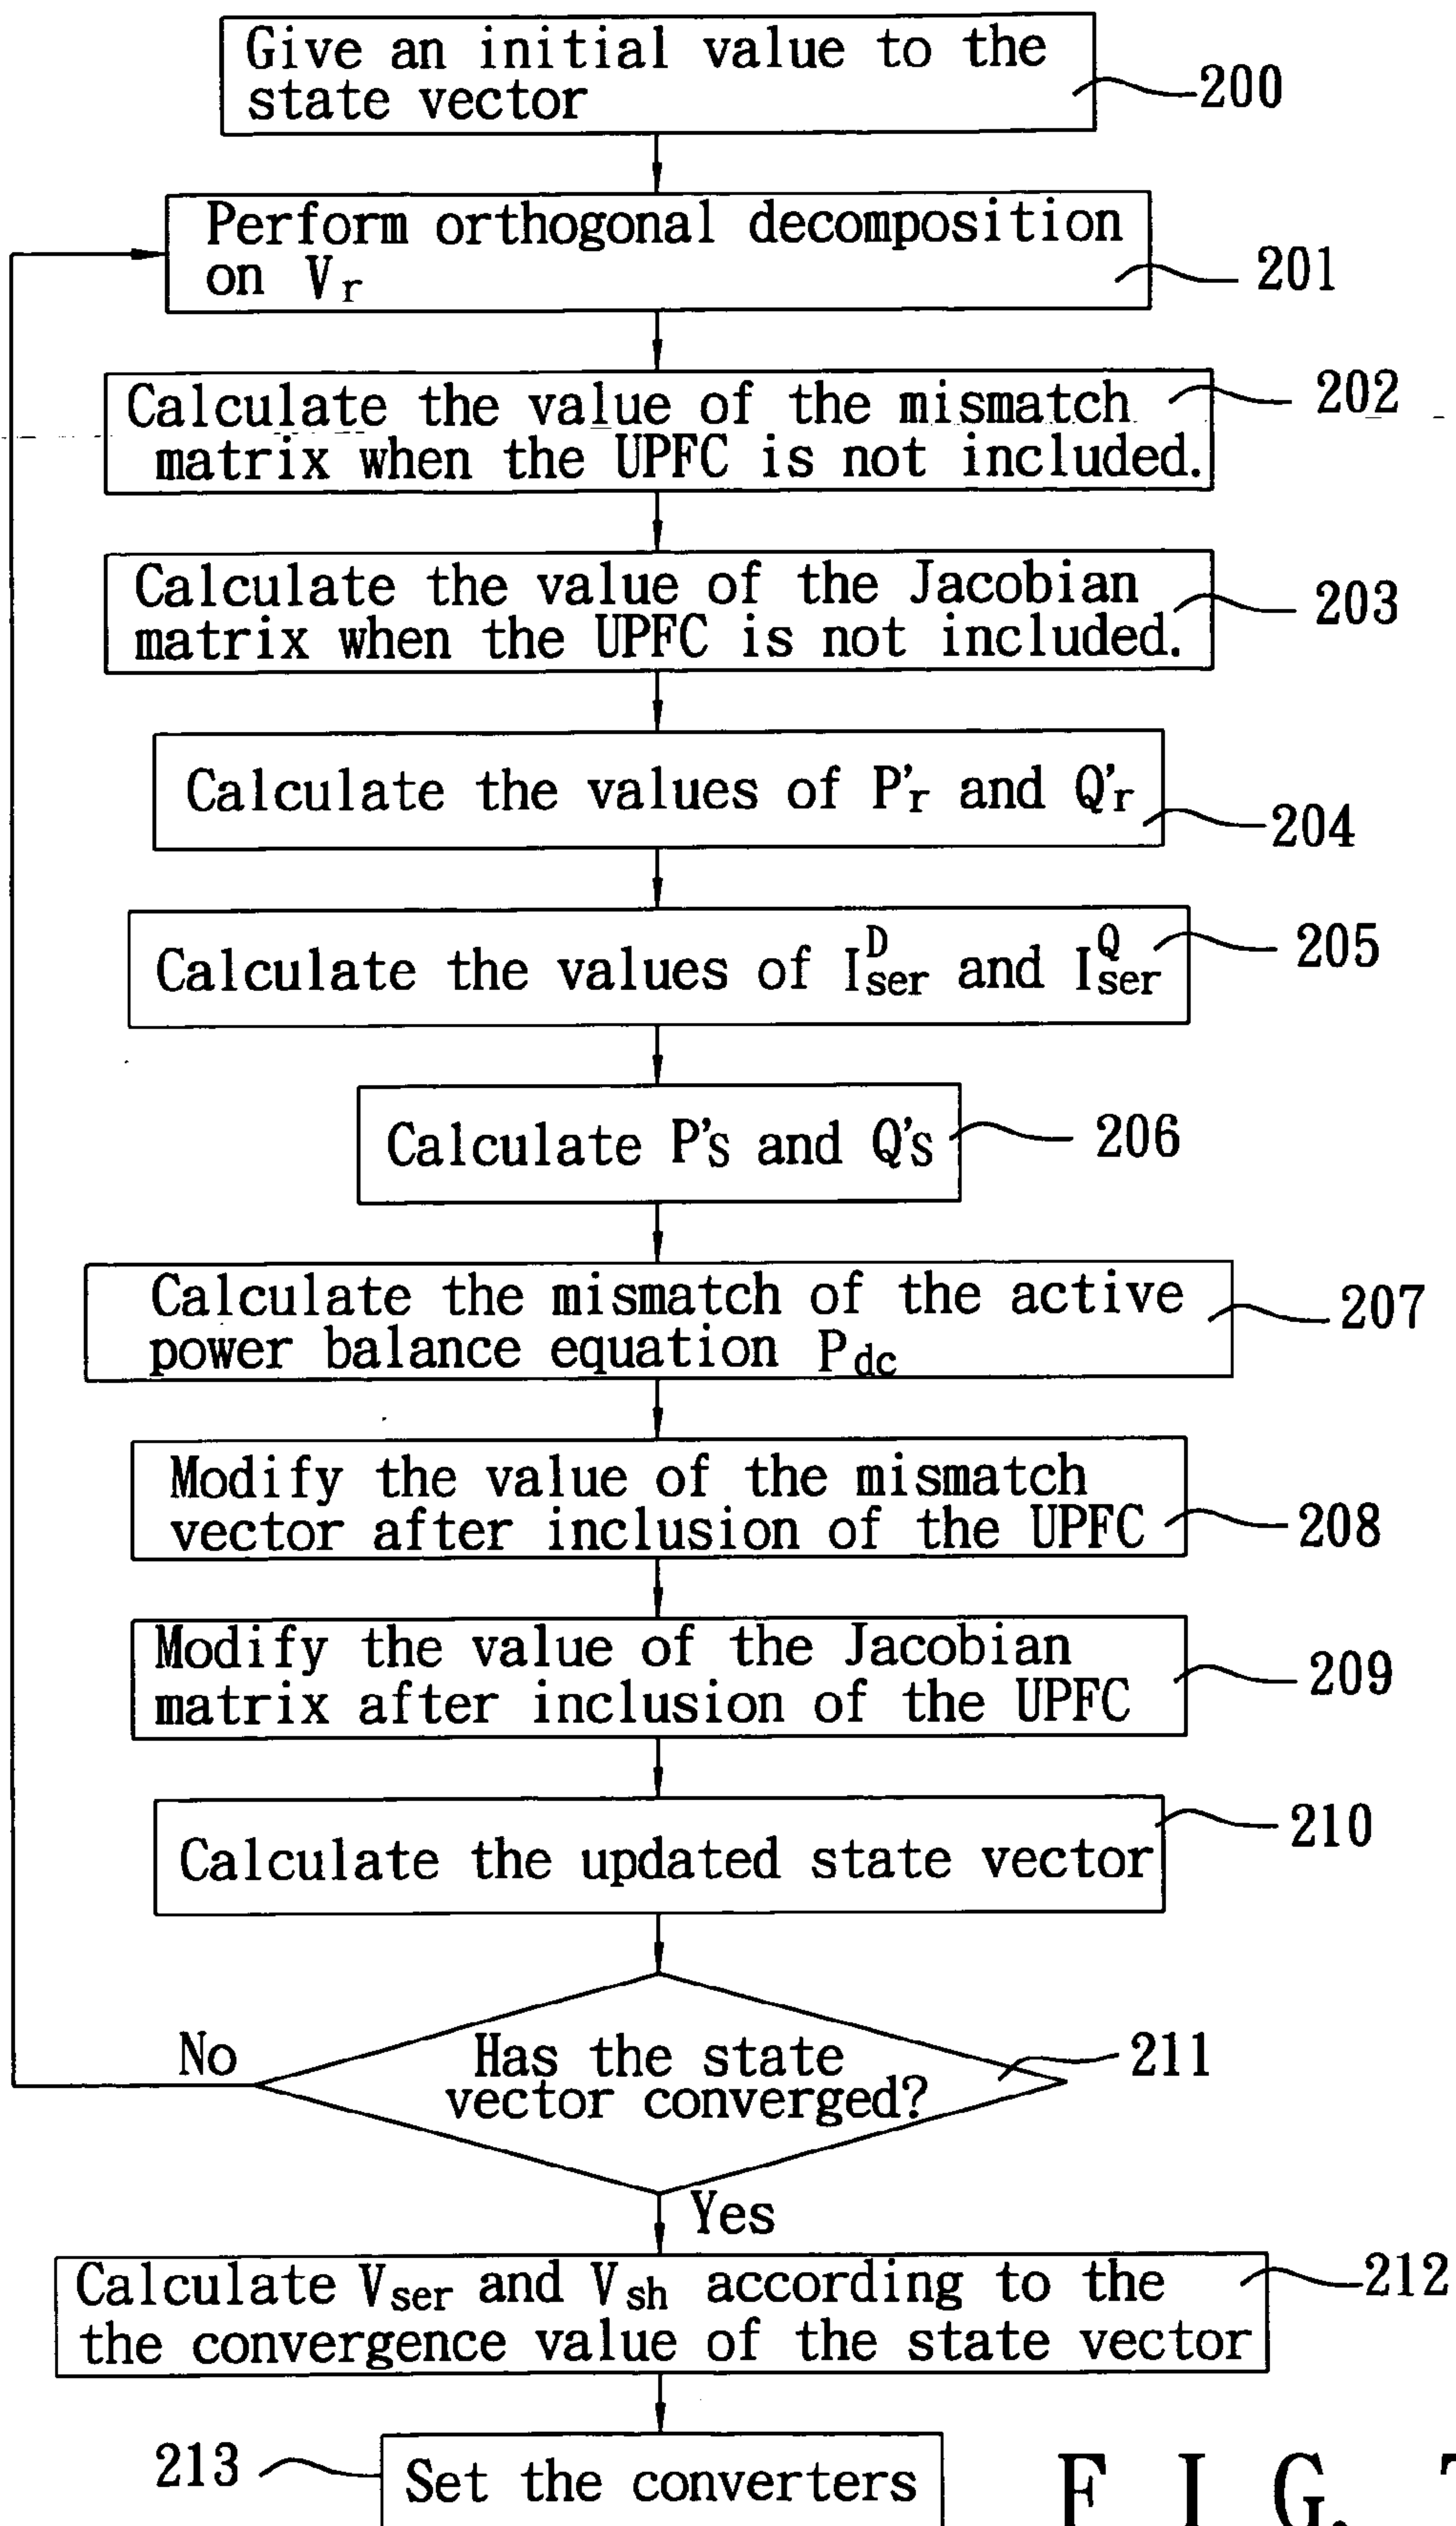 Give an initial value to the
state vector
200
Perform orthogonal decomposition
on Vr
201
Calculate the value of the mismatch
matrix when the UPFC is not included.
202
Calculate the value of the Jacobian
matrix when the UPFC is not included.
203
Calculate the values of P'r and Q'r
204
Calculate the values of I^D_ser and I^Q_ser
205
Calculate P's and Q's
206
Calculate the mismatch of the active
power balance equation Pdc
207
Modify the value of the mismatch
vector after inclusion of the UPFC
208
Modify the value of the Jacobian
matrix after inclusion of the UPFC
209
Calculate the updated state vector
210
No
Has the state
vector converged?
211
Yes
Calculate Vser and Vsh according to the
the convergence value of the state vector
212
213
Set the converters
FIG.